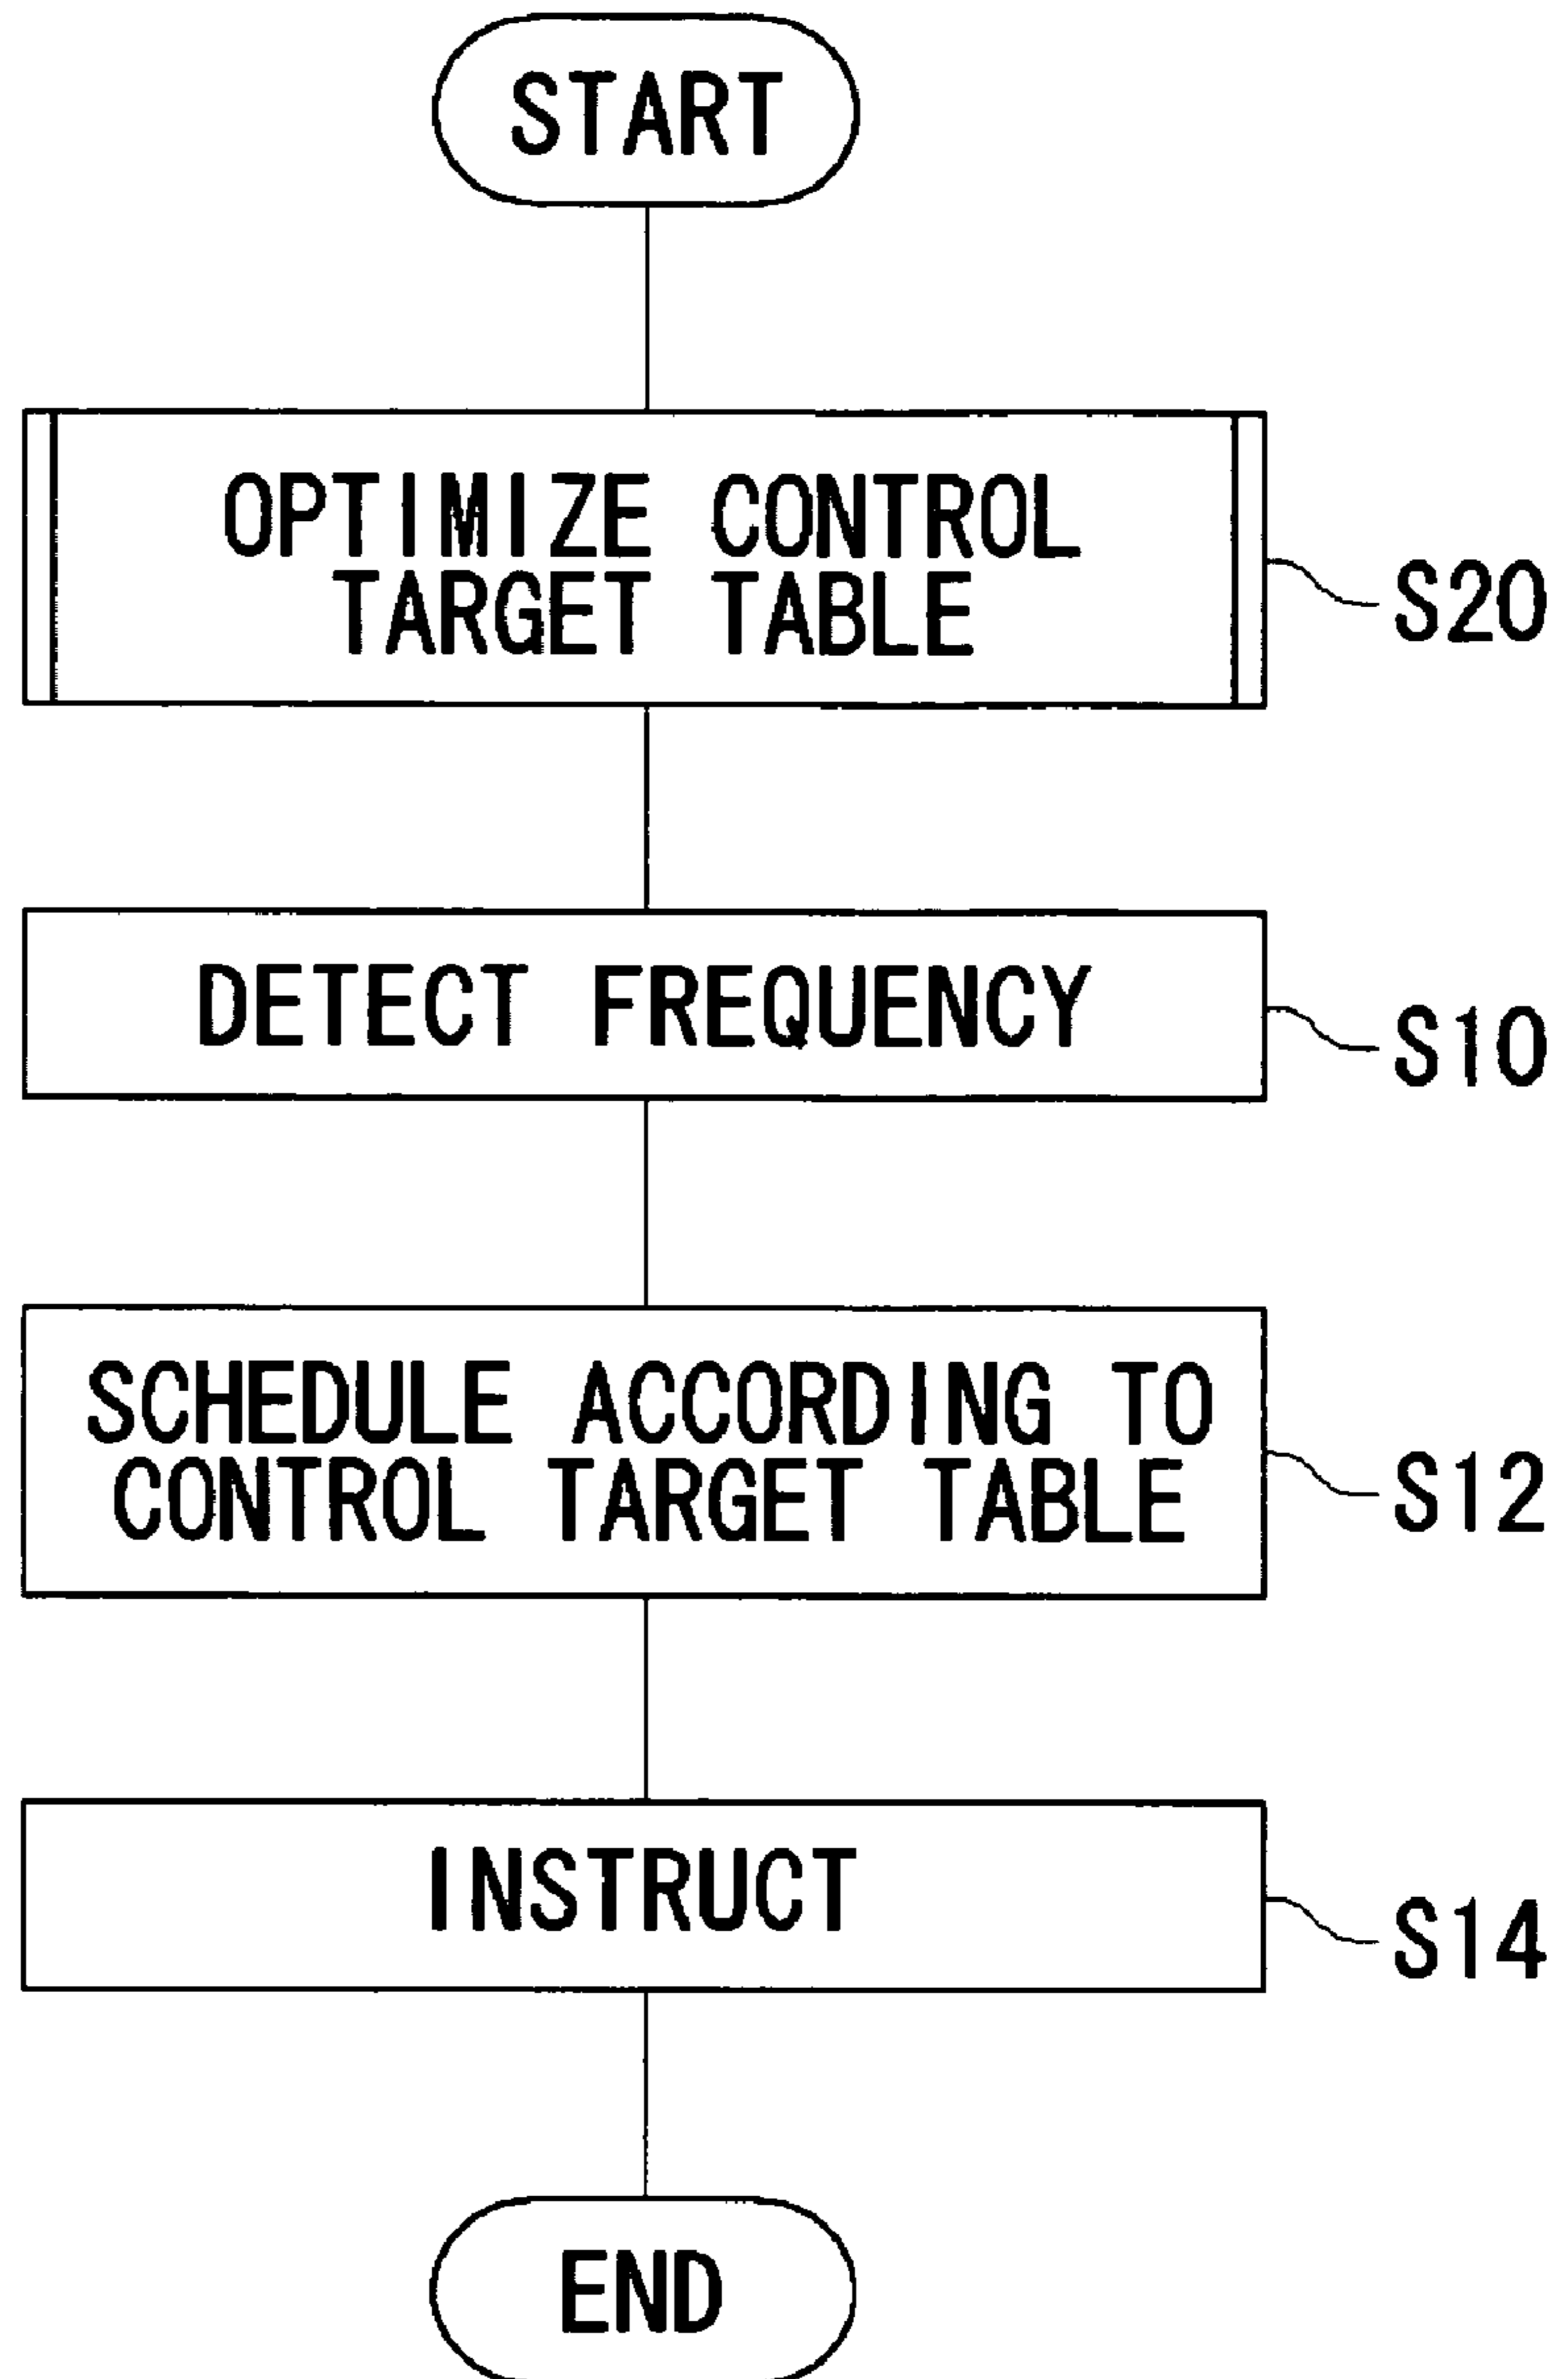 START
OPTIMIZE CONTROL
TARGET TABLE
S20
DETECT FREQUENCY
S10
SCHEDULE ACCORDING TO
CONTROL TARGET TABLE
S12
INSTRUCT
S14
END